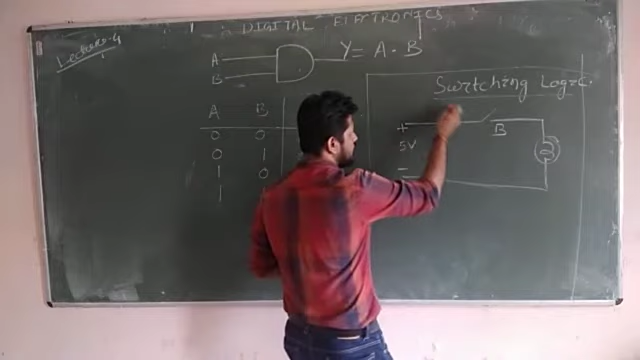 DIGITAL ELECTRONICS
Lecture-4
A
B
Y = A · B
Switching Logic.
A B
0 0
0 1
1 0
1
+
5V
-
B